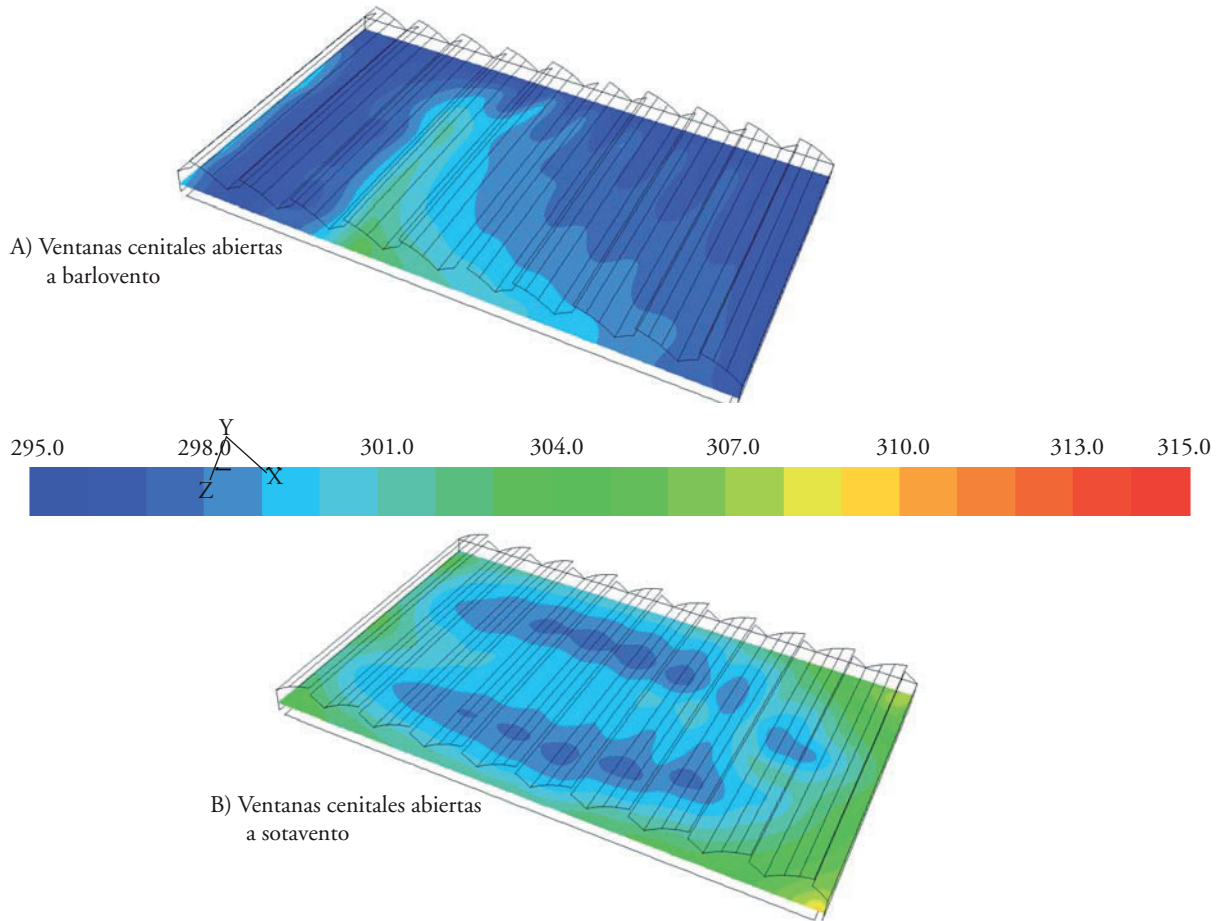 A) Ventanas cenitales abiertas
a barlovento
Y
295.0 298.0 301.0 304.0 307.0 310.0 313.0 315.0
X
Z
B) Ventanas cenitales abiertas
a sotavento